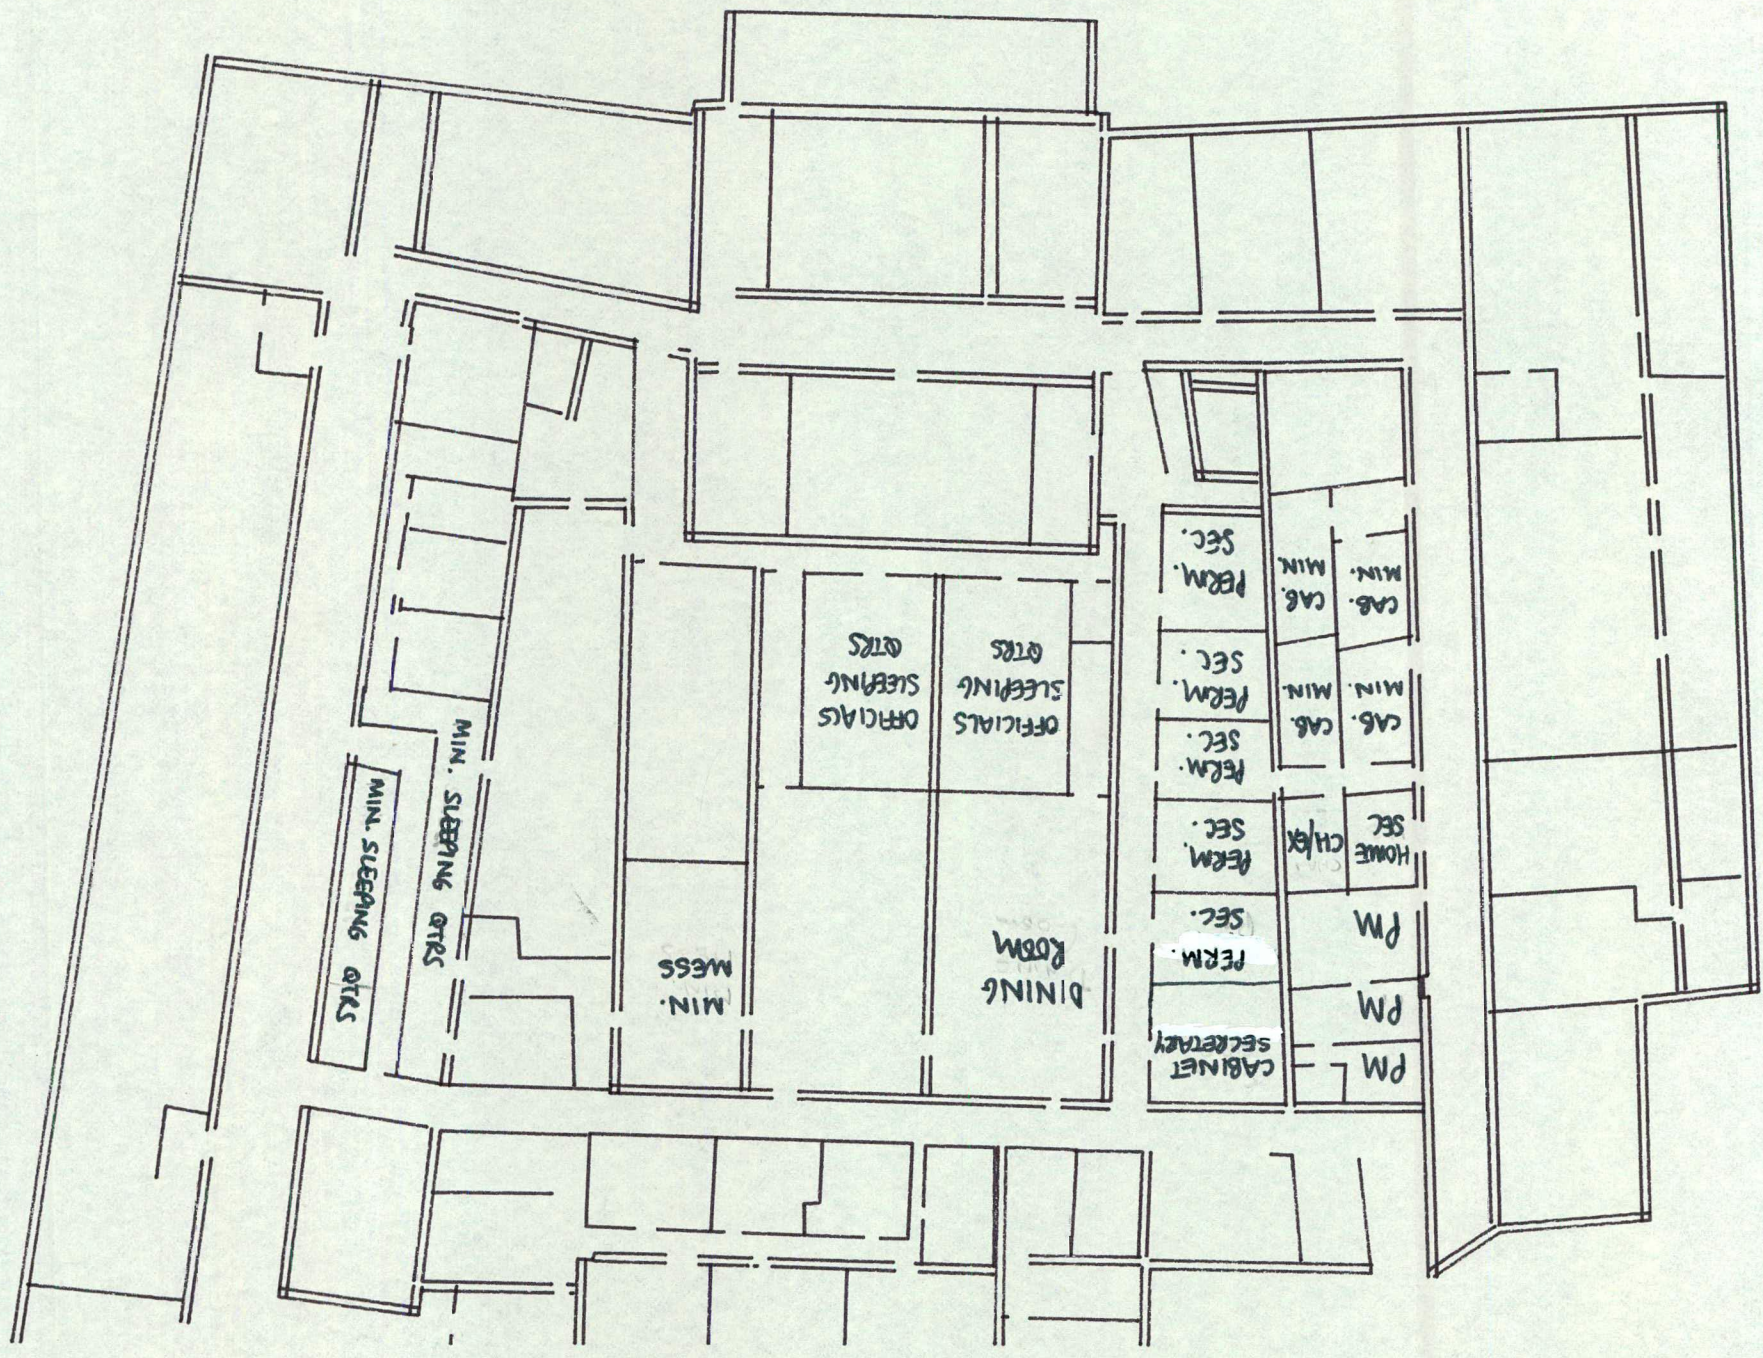 PM
PM
PM
CABINET
SECRETARY
PERM.
SEC.
PERM.
SEC.
PERM.
SEC.
PERM.
SEC.
PERM.
SEC.
HOME
SEC
CH/EX
CAB.
MIN.
CAB.
MIN.
CAB.
MIN.
CAB.
MIN.
DINING
ROOM
MIN.
MESS
OFFICIALS
SLEEPING
QTRS
OFFICIALS
SLEEPING
QTRS
MIN. SLEEPING QTRS
MIN. SLEEPING QTRS